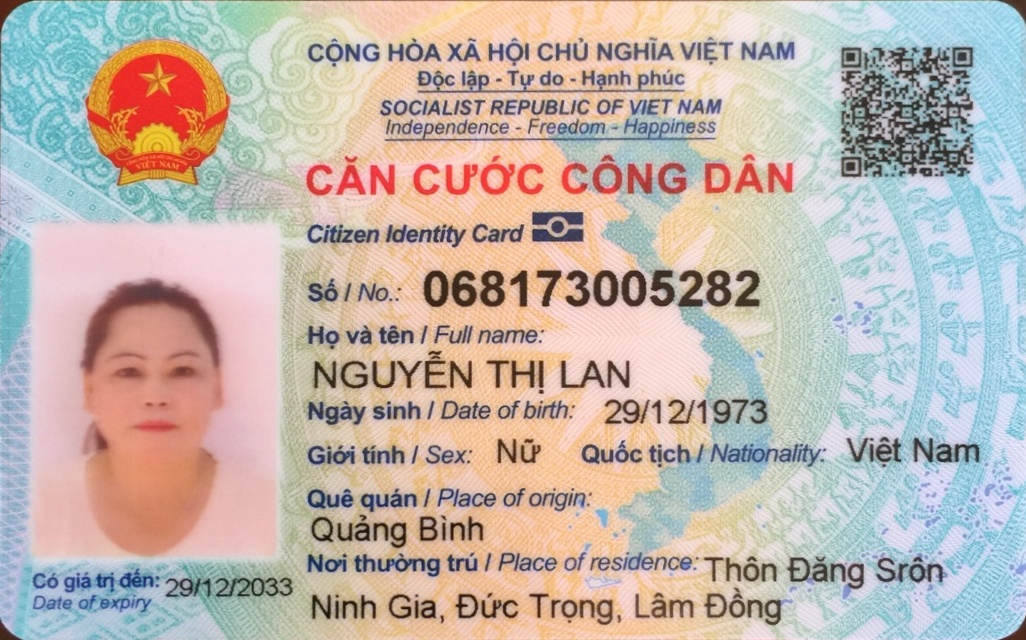 CỘNG HÒA XÃ HỘI CHỦ NGHĨA VIỆT NAM
Độc lập - Tự do - Hạnh phúc
SOCIALIST REPUBLIC OF VIET NAM
Independence - Freedom - Happiness
CĂN CƯỚC CÔNG DÂN
Citizen Identity Card
Số / No.: 068173005282
Họ và tên / Full name:
NGUYỄN THỊ LAN
Ngày sinh / Date of birth: 29/12/1973
Giới tính / Sex: Nữ Quốc tịch / Nationality: Việt Nam
Quê quán / Place of origin:
Quảng Bình
Nơi thường trú / Place of residence: Thôn Đăng Srôn
Ninh Gia, Đức Trọng, Lâm Đồng
Có giá trị đến: 29/12/2033
Date of expiry
VIỆT NAM